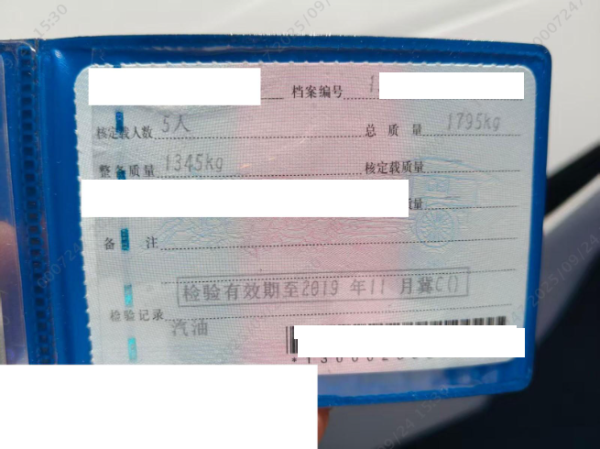 档案编号
核定载人数 5人 总质量 1795kg
整备质量 1345kg 核定载质量
质量
备注
检验有效期至2019年11月冀C()
检验记录
汽油